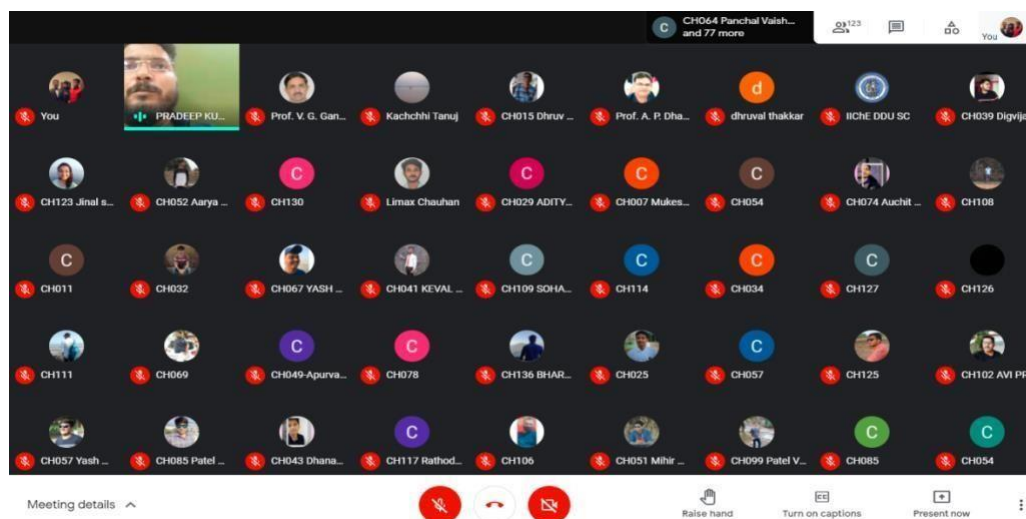 C
CH064 Panchal Vaish...
and 77 more
123
You
You
PRADEEP KU...
Prof. V. G. Gan...
Kachchhi Tanuj
CH015 Dhruv ...
Prof. A. P. Dha...
d
dhruval thakkar
IIChE DDU SC
CH039 Digvija
CH123 Jinal s...
CH052 Aarya ...
C
CH130
Limax Chauhan
C
CH029 ADITY...
C
CH007 Mukes...
C
CH054
CH074 Auchit ...
CH108
C
CH011
CH032
CH067 YASH ...
CH041 KEVAL ...
C
CH109 SOHA...
C
CH114
C
CH034
C
CH127
CH126
CH111
CH069
C
CH049-Apurva...
C
CH078
CH136 BHAR...
CH025
C
CH057
CH125
CH102 AVI PR
CH057 Yash ...
CH085 Patel ...
CH043 Dhana...
C
CH117 Rathod...
CH106
CH051 Mihir ...
CH099 Patel V...
C
CH085
C
CH054
Meeting details
Raise hand
CC
Turn on captions
Present now